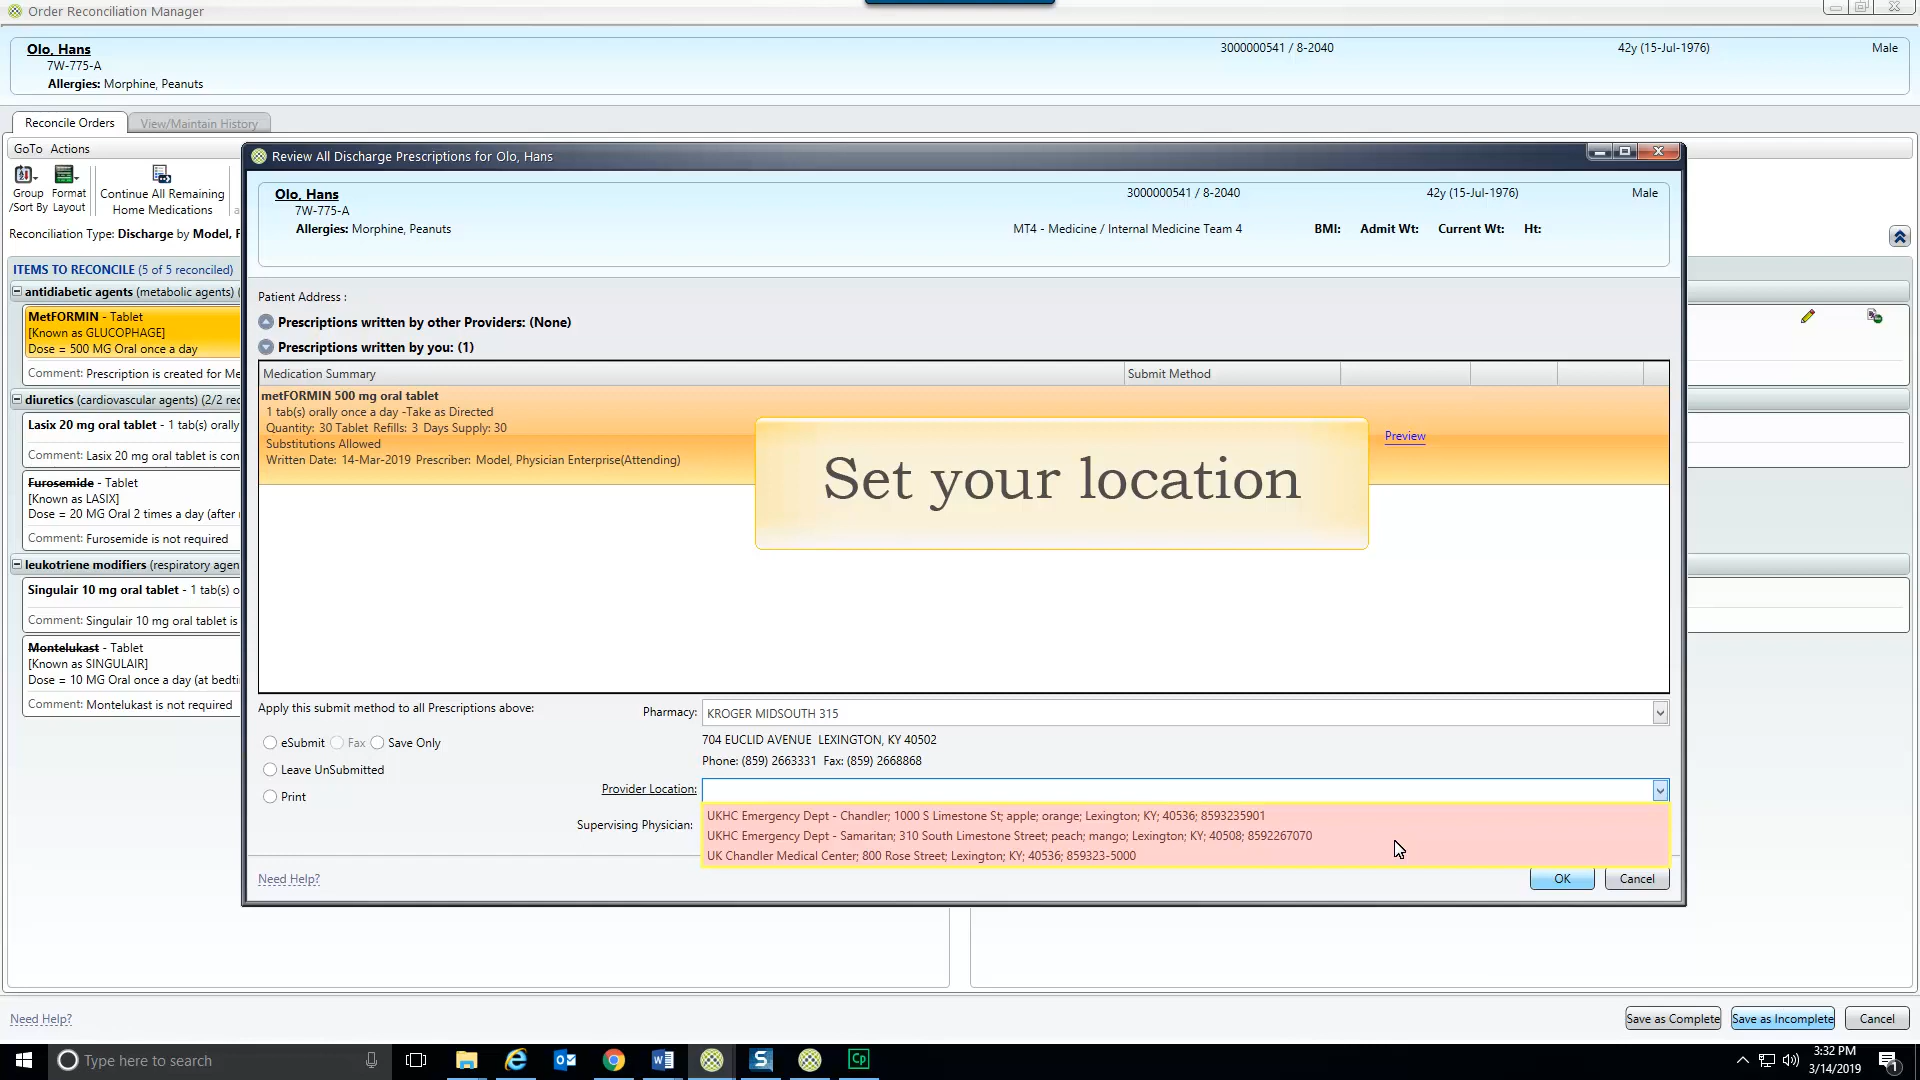 Order Reconciliation Manager
Olo, Hans
3000000541 / 8-2040
42y (15-Jul-1976)
Male
7W-775-A
Allergies: Morphine, Peanuts
Reconcile Orders
View/Maintain History
GoTo Actions
Group
/Sort By
Format
Layout
Continue All Remaining
Home Medications
Reconciliation Type: Discharge by Model,
ITEMS TO RECONCILE (5 of 5 reconciled)
antidiabetic agents (metabolic agents) (
MetFORMIN - Tablet
[Known as GLUCOPHAGE]
Dose = 500 MG Oral once a day
Comment: Prescription is created for Me
diuretics (cardiovascular agents) (2/2 rec
Lasix 20 mg oral tablet - 1 tab(s) orally
Comment: Lasix 20 mg oral tablet is con
Furosemide - Tablet
[Known as LASIX]
Dose = 20 MG Oral 2 times a day (after
Comment: Furosemide is not required
leukotriene modifiers (respiratory agen
Singulair 10 mg oral tablet - 1 tab(s) o
Comment: Singulair 10 mg oral tablet is
Montelukast - Tablet
[Known as SINGULAIR]
Dose = 10 MG Oral once a day (at bedti
Comment: Montelukast is not required
Review All Discharge Prescriptions for Olo, Hans
Olo, Hans
3000000541 / 8-2040
42y (15-Jul-1976)
Male
7W-775-A
Allergies: Morphine, Peanuts
MT4 - Medicine / Internal Medicine Team 4
BMI: Admit Wt: Current Wt: Ht:
Patient Address :
Prescriptions written by other Providers: (None)
Prescriptions written by you: (1)
Medication Summary
Submit Method
metFORMIN 500 mg oral tablet
1 tab(s) orally once a day -Take as Directed
Quantity: 30 Tablet Refills: 3 Days Supply: 30
Substitutions Allowed
Written Date: 14-Mar-2019 Prescriber: Model, Physician Enterprise(Attending)
Preview
Set your location
Apply this submit method to all Prescriptions above:
eSubmit
Fax
Save Only
Leave UnSubmitted
Print
Pharmacy:
KROGER MIDSOUTH 315
704 EUCLID AVENUE LEXINGTON, KY 40502
Phone: (859) 2663331 Fax: (859) 2668868
Provider Location:
UKHC Emergency Dept - Chandler; 1000 S Limestone St; apple; orange; Lexington; KY; 40536; 8593235901
UKHC Emergency Dept - Samaritan; 310 South Limestone Street; peach; mango; Lexington; KY; 40508; 8592267070
UK Chandler Medical Center; 800 Rose Street; Lexington; KY; 40536; 859323-5000
Supervising Physician:
Need Help?
OK
Cancel
Need Help?
Save as Complete
Save as Incomplete
Cancel
Type here to search
3:32 PM
3/14/2019